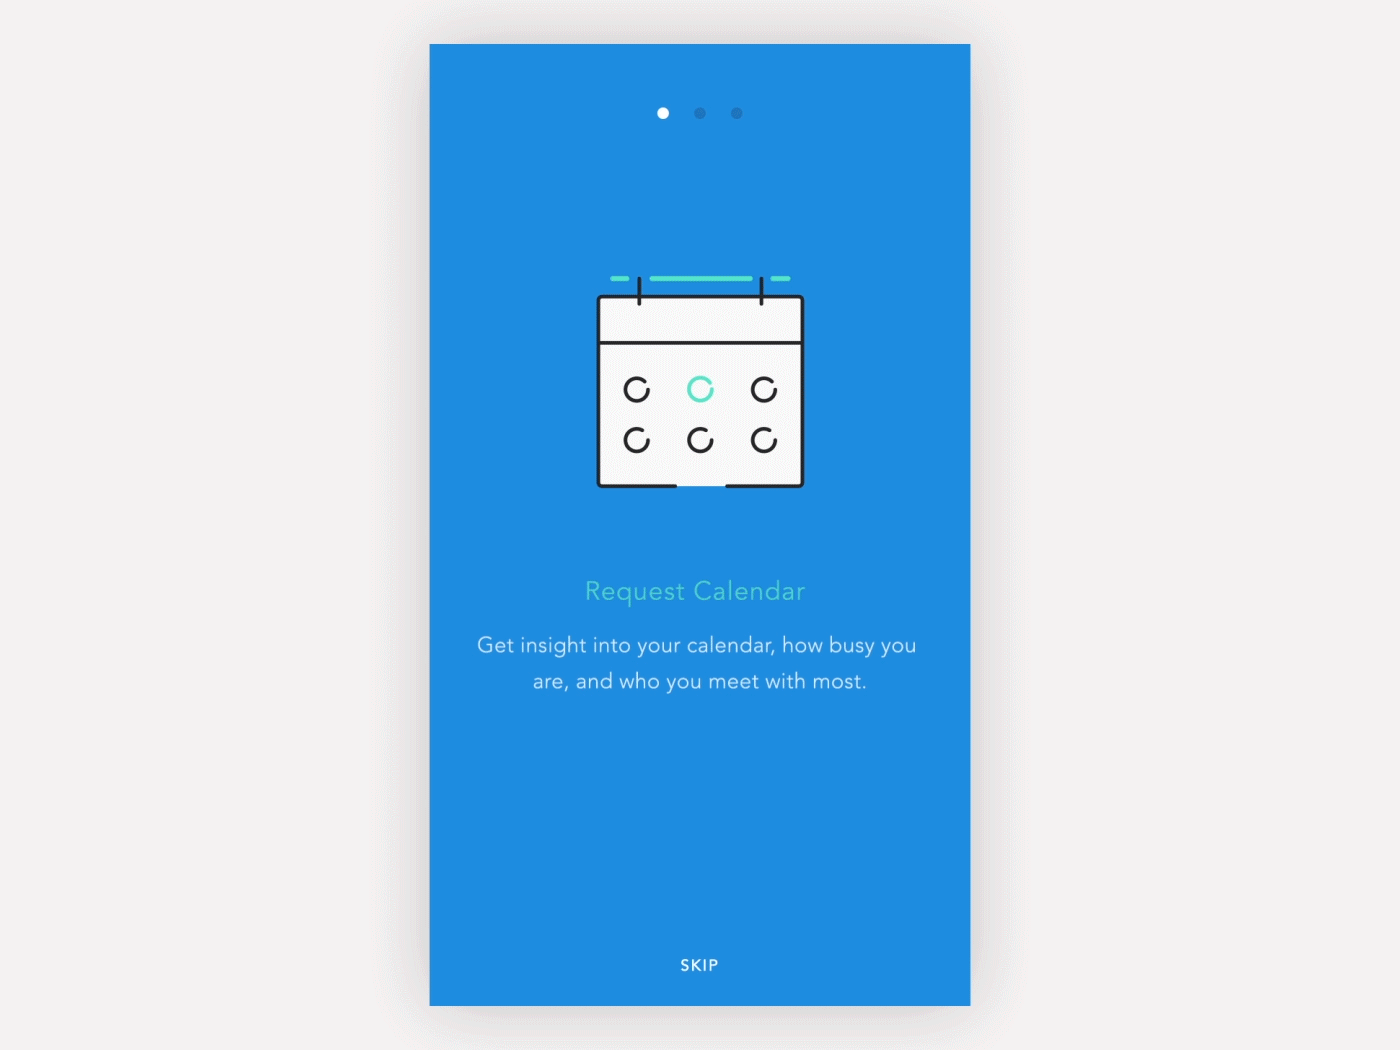 Request Calendar
Get insight into your calendar, how busy you
are, and who you meet with most.
SKIP